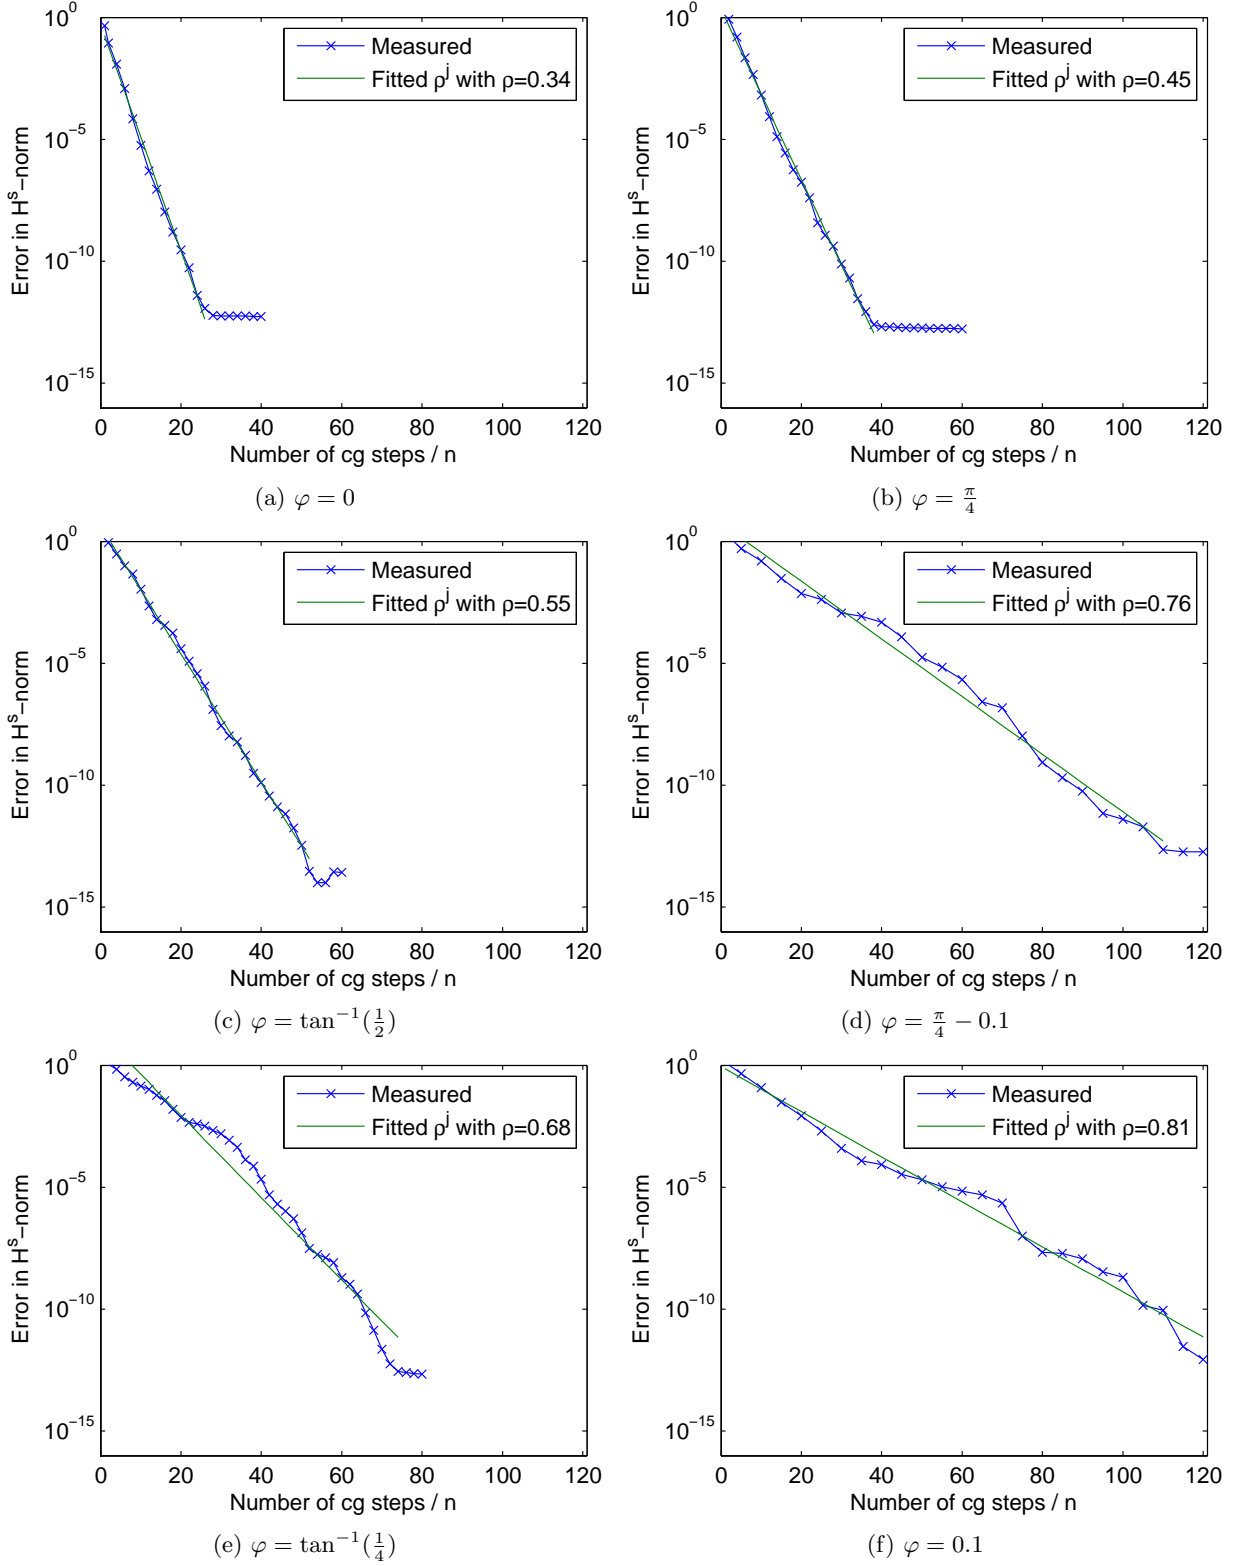 10^0
10^-5
10^-10
10^-15
Error in H^s-norm
Measured
Fitted ρ^j with ρ=0.34
0 20 40 60 80 100 120
Number of cg steps / n
(a) φ = 0
10^0
10^-5
10^-10
10^-15
Error in H^s-norm
Measured
Fitted ρ^j with ρ=0.45
0 20 40 60 80 100 120
Number of cg steps / n
(b) φ = π/4
10^0
10^-5
10^-10
10^-15
Error in H^s-norm
Measured
Fitted ρ^j with ρ=0.55
0 20 40 60 80 100 120
Number of cg steps / n
(c) φ = tan^-1(1/2)
10^0
10^-5
10^-10
10^-15
Error in H^s-norm
Measured
Fitted ρ^j with ρ=0.76
0 20 40 60 80 100 120
Number of cg steps / n
(d) φ = π/4 − 0.1
10^0
10^-5
10^-10
10^-15
Error in H^s-norm
Measured
Fitted ρ^j with ρ=0.68
0 20 40 60 80 100 120
Number of cg steps / n
(e) φ = tan^-1(1/4)
10^0
10^-5
10^-10
10^-15
Error in H^s-norm
Measured
Fitted ρ^j with ρ=0.81
0 20 40 60 80 100 120
Number of cg steps / n
(f) φ = 0.1